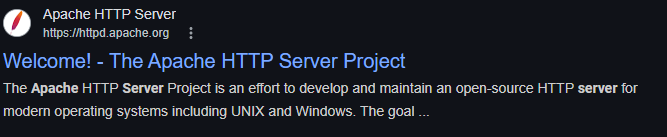 Apache HTTP Server
https://httpd.apache.org
Welcome! - The Apache HTTP Server Project
The Apache HTTP Server Project is an effort to develop and maintain an open-source HTTP server for
modern operating systems including UNIX and Windows. The goal ...